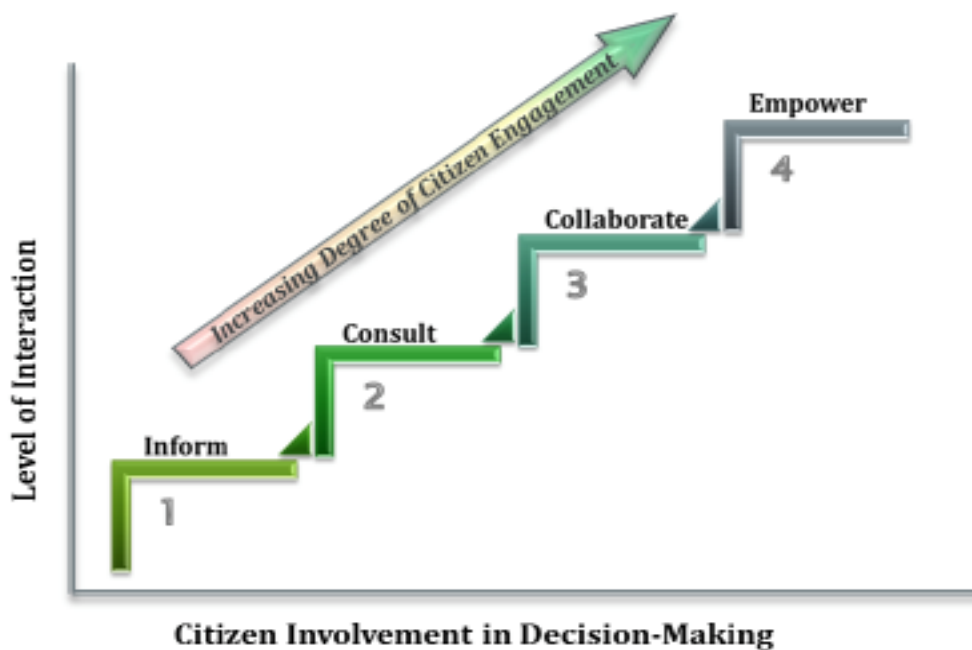 Increasing Degree of Citizen Engagement
Empower
4
Collaborate
3
Consult
2
Inform
1
Level of Interaction
Citizen Involvement in Decision-Making